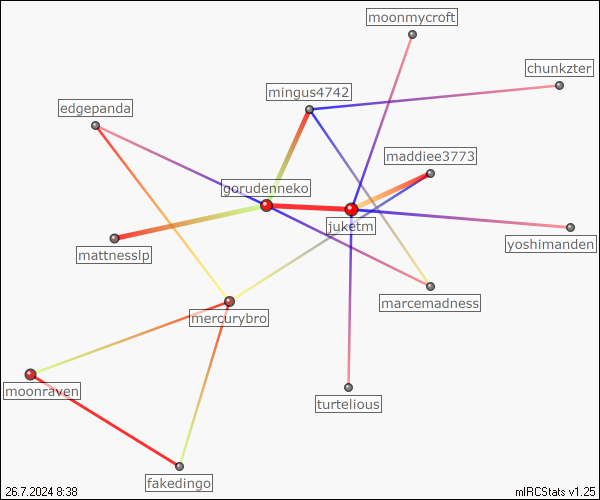 moonmycroft
chunkzter
mingus4742
edgepanda
maddiee3773
gorudenneko
juketm
mattnesslp
yoshimanden
marcemadness
mercurybro
moonraven
turtelious
fakedingo
26.7.2024 8:38
mIRCStats v1.25